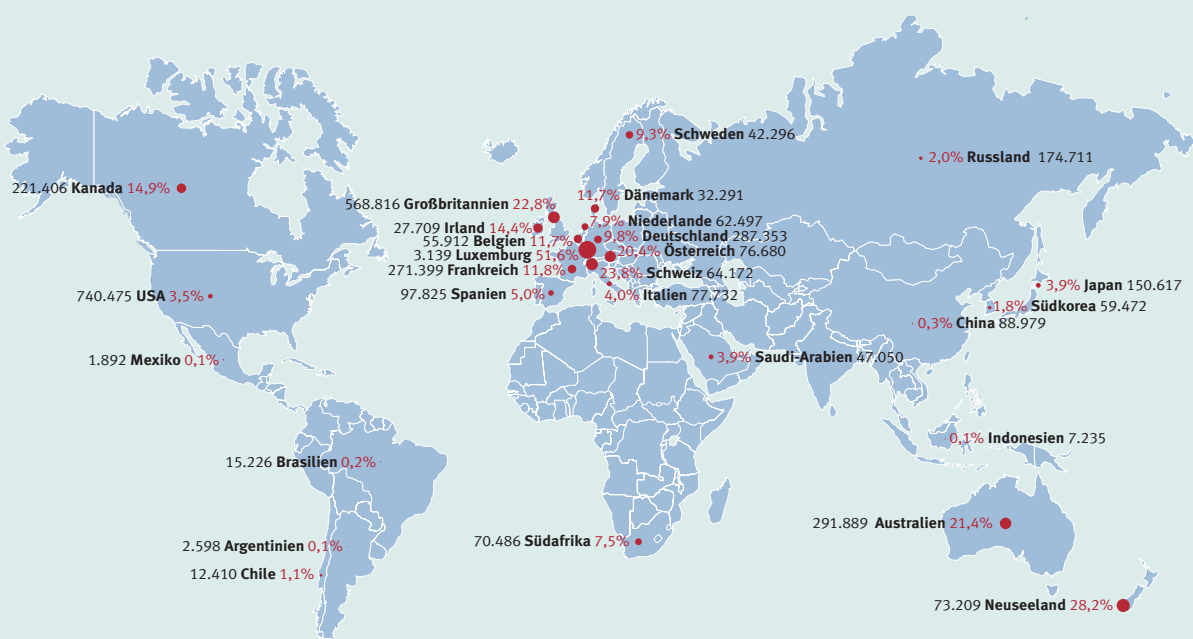 9,3% Schweden 42.296
2,0% Russland 174.711
221.406 Kanada 14,9%
11,7% Dänemark 32.291
568.816 Großbritannien 22,8%
7,9% Niederlande 62.497
27.709 Irland 14,4%
9,8% Deutschland 287.353
55.912 Belgien 11,7%
20,4% Österreich 76.680
3.139 Luxemburg 51,6%
271.399 Frankreich 11,8%
23,8% Schweiz 64.172
740.475 USA 3,5%
97.825 Spanien 5,0%
4,0% Italien 77.732
3,9% Japan 150.617
1,8% Südkorea 59.472
0,3% China 88.979
1.892 Mexiko 0,1%
3,9% Saudi-Arabien 47.050
0,1% Indonesien 7.235
15.226 Brasilien 0,2%
291.889 Australien 21,4%
70.486 Südafrika 7,5%
2.598 Argentinien 0,1%
12.410 Chile 1,1%
73.209 Neuseeland 28,2%